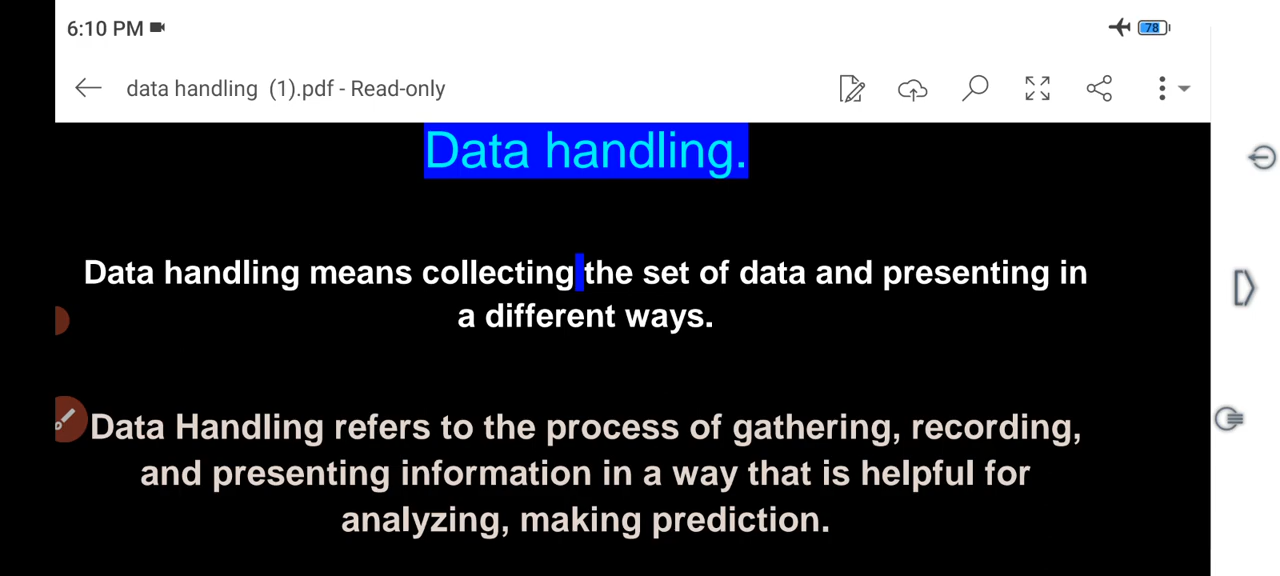 6:10 PM
78
data handling (1).pdf - Read-only
Data handling.
Data handling means collecting the set of data and presenting in
a different ways.
Data Handling refers to the process of gathering, recording,
and presenting information in a way that is helpful for
analyzing, making prediction.